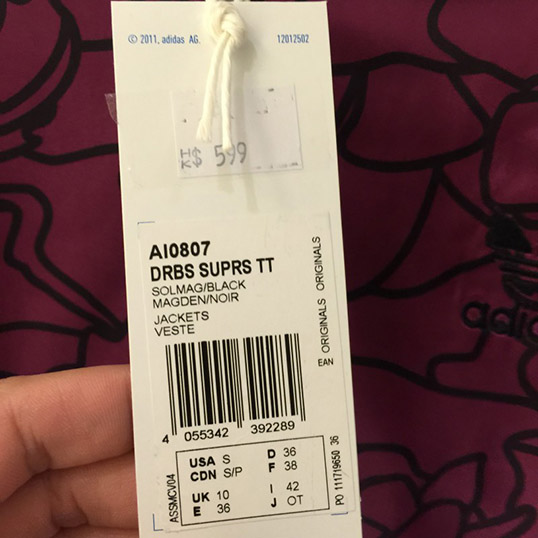 © 2011, adidas AG.
12012502
HK$ 599
AI0807
DRBS SUPRS TT
SOLMAG/BLACK
MAGDEN/NOIR
JACKETS
VESTE
ORIGINALS ORIGINALS
EAN
4 055342 392289
ASSMCV04
USA S
CDN S/P
UK 10
E 36
D 36
F 38
I 42
J OT
PO 111719650 36
adid